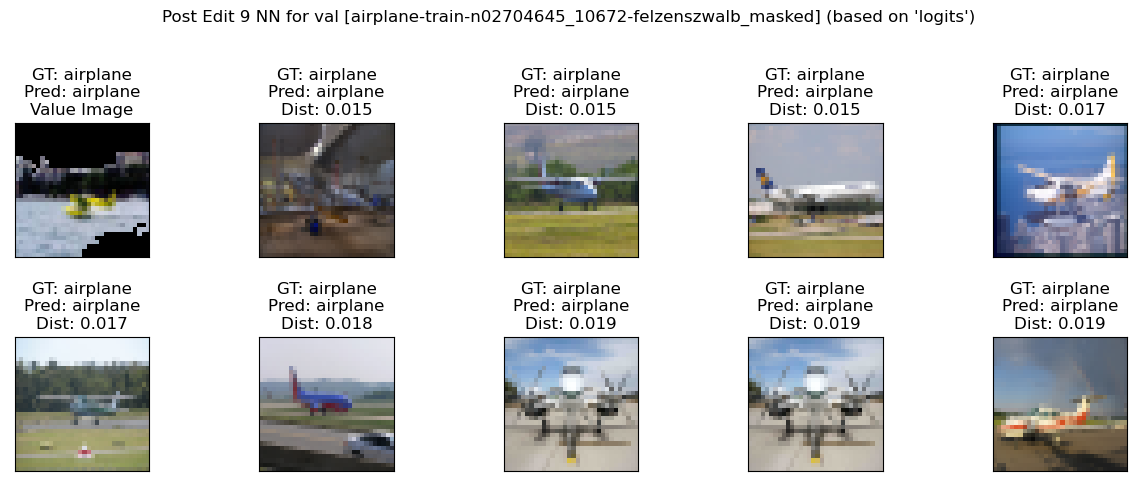 Post Edit 9 NN for val [airplane-train-n02704645_10672-felzenszwalb_masked] (based on 'logits')
GT: airplane
Pred: airplane
Value Image
GT: airplane
Pred: airplane
Dist: 0.015
GT: airplane
Pred: airplane
Dist: 0.015
GT: airplane
Pred: airplane
Dist: 0.015
GT: airplane
Pred: airplane
Dist: 0.017
GT: airplane
Pred: airplane
Dist: 0.017
GT: airplane
Pred: airplane
Dist: 0.018
GT: airplane
Pred: airplane
Dist: 0.019
GT: airplane
Pred: airplane
Dist: 0.019
GT: airplane
Pred: airplane
Dist: 0.019